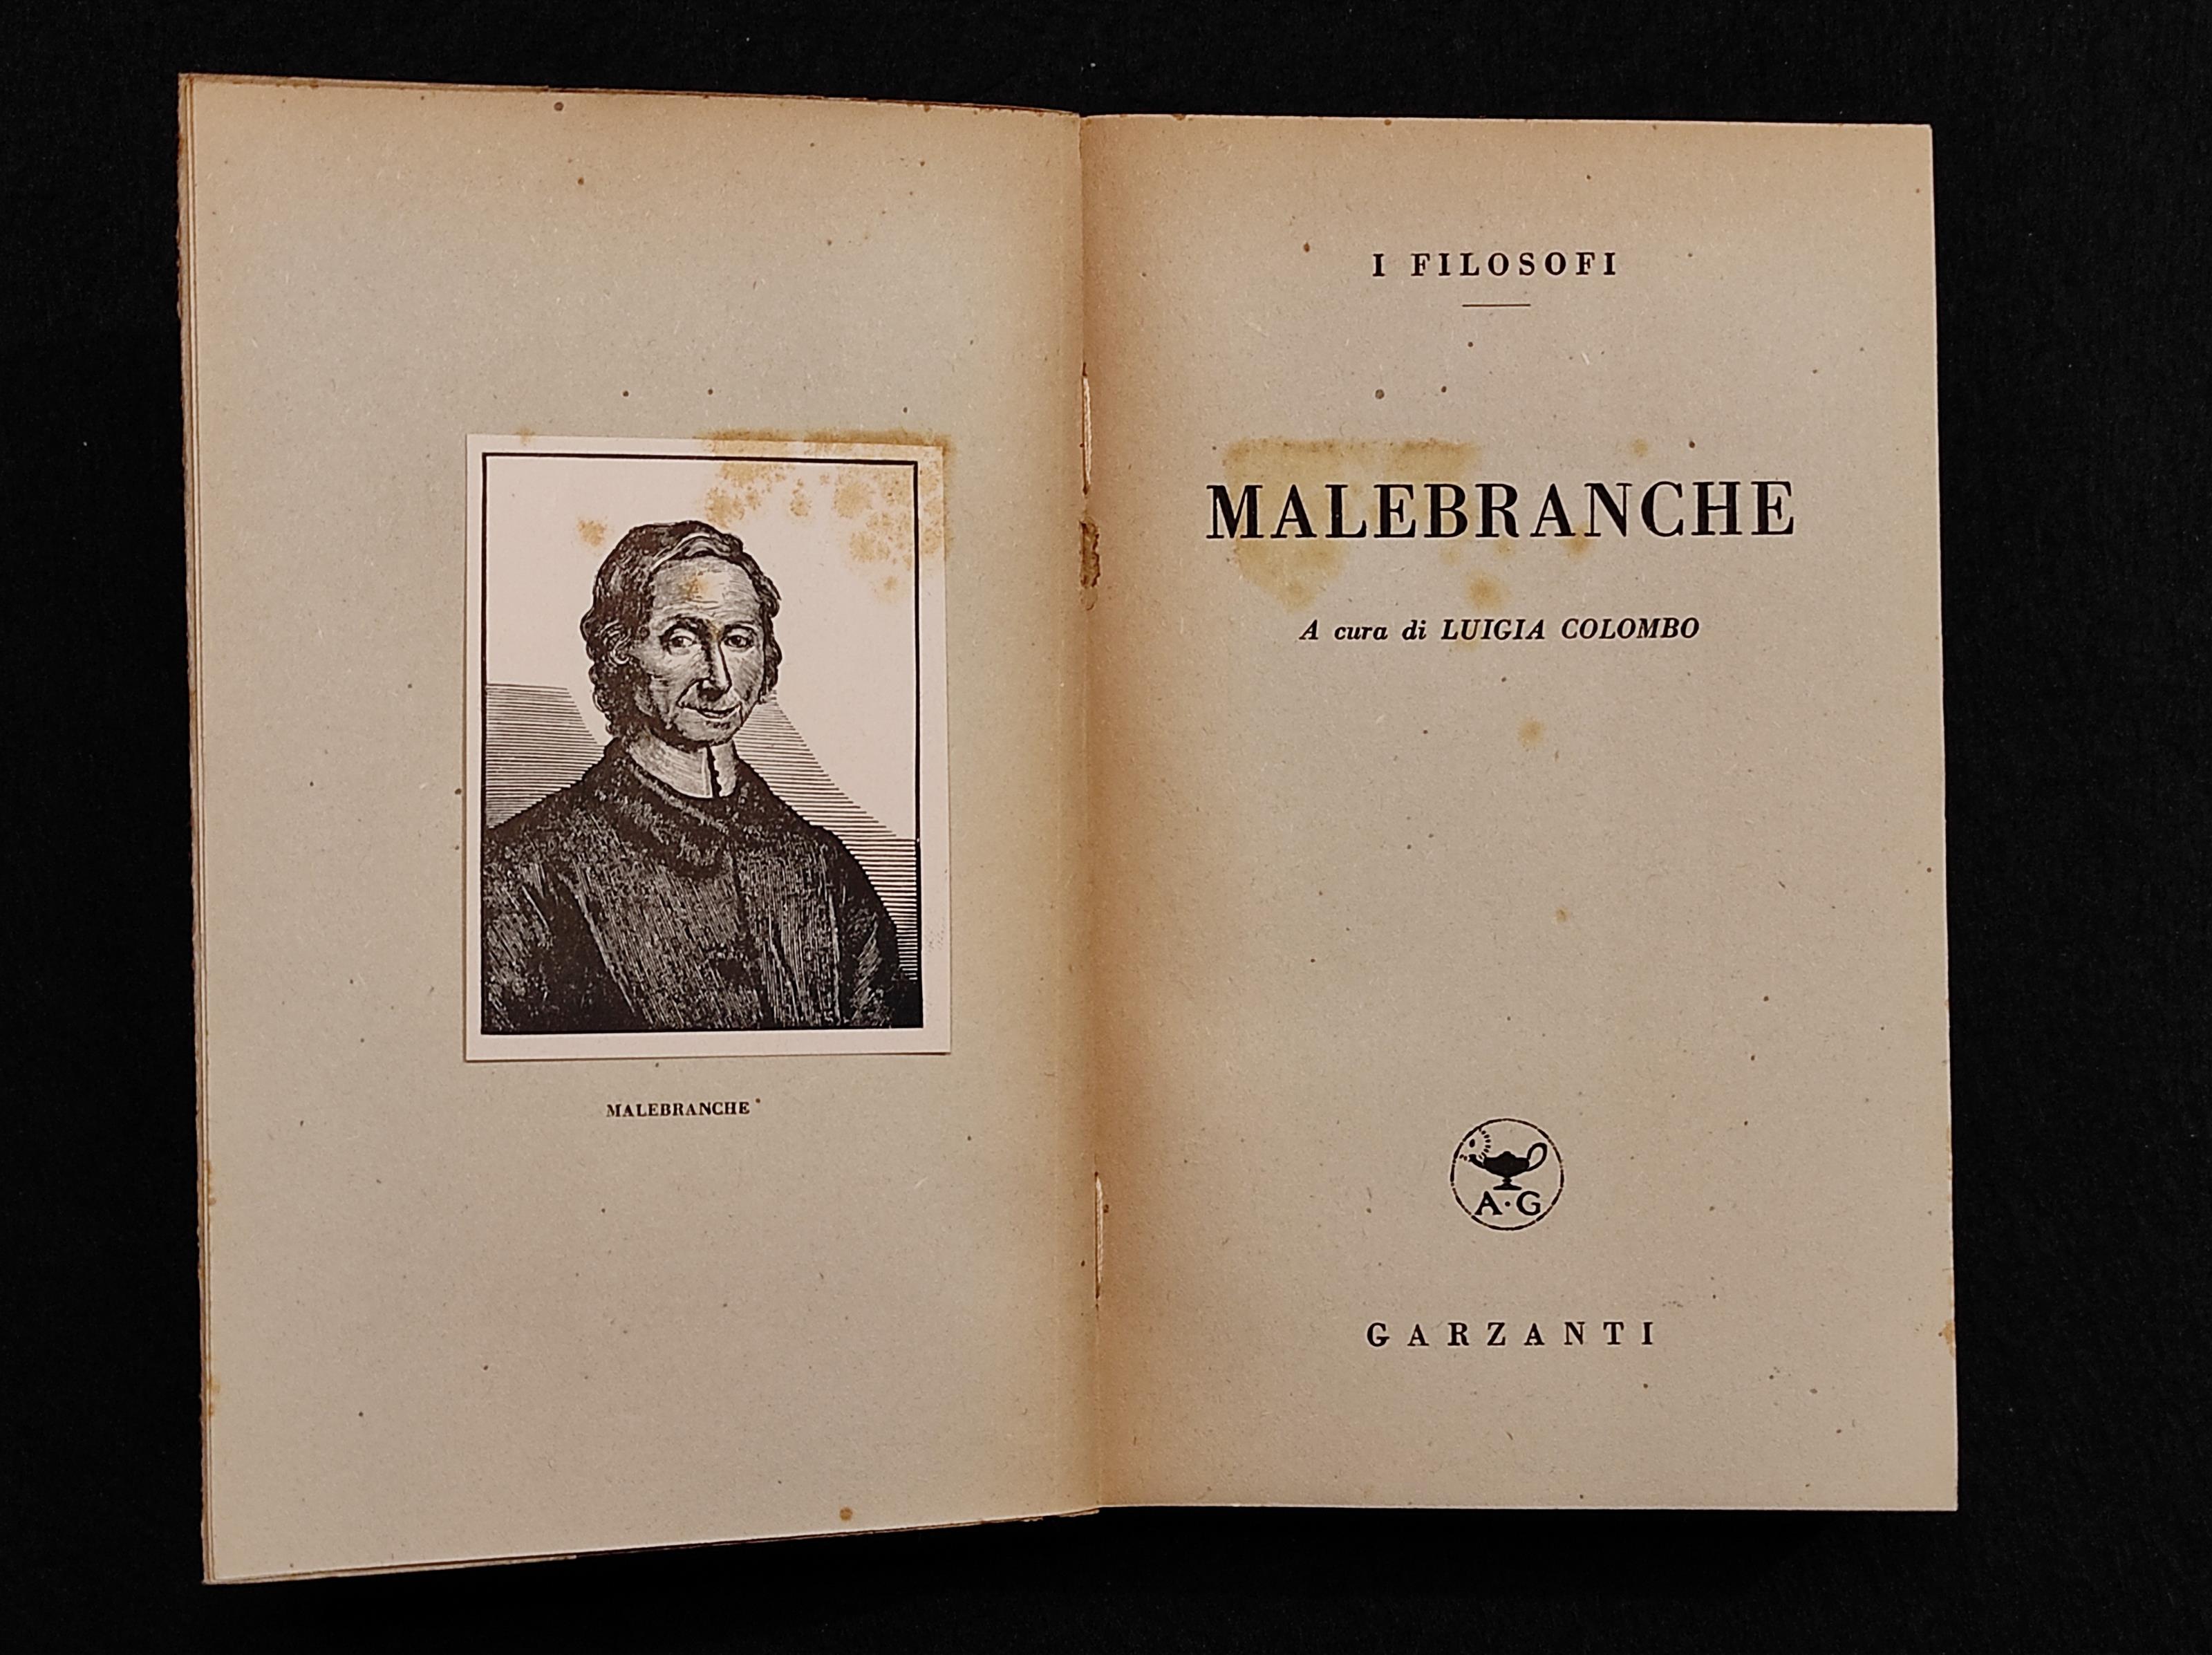 MALEBRANCHE
I FILOSOFI
MALEBRANCHE
A cura di LUIGIA COLOMBO
A·G
GARZANTI